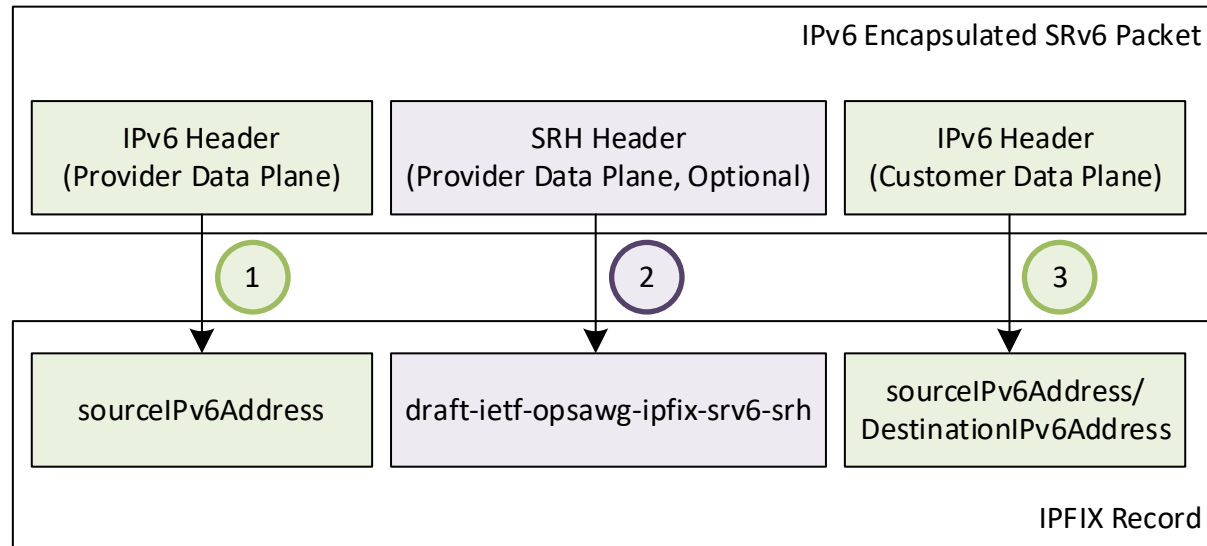 IPv6 Encapsulated SRv6 Packet
IPv6 Header
(Provider Data Plane)
SRH Header
(Provider Data Plane, Optional)
IPv6 Header
(Customer Data Plane)
1
2
3
sourceIPv6Address
draft-ietf-opsawg-ipfix-srv6-srh
sourceIPv6Address/
DestinationIPv6Address
IPFIX Record